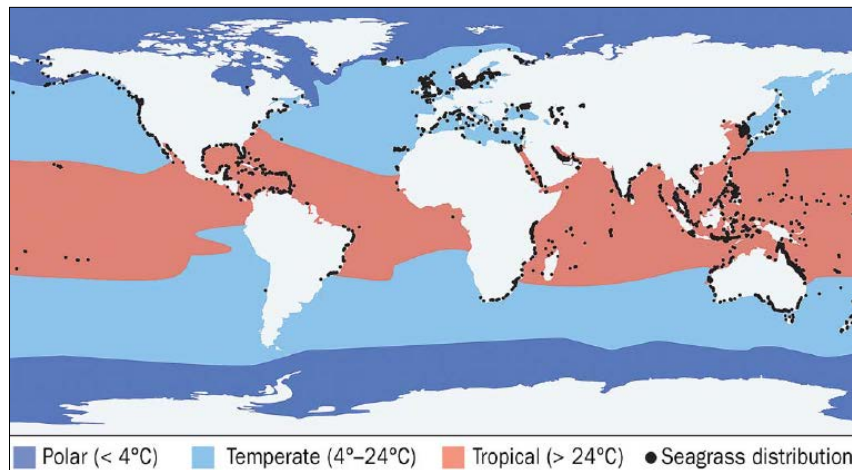 Polar (< 4°C) Temperate (4°–24°C) Tropical (> 24°C) Seagrass distribution